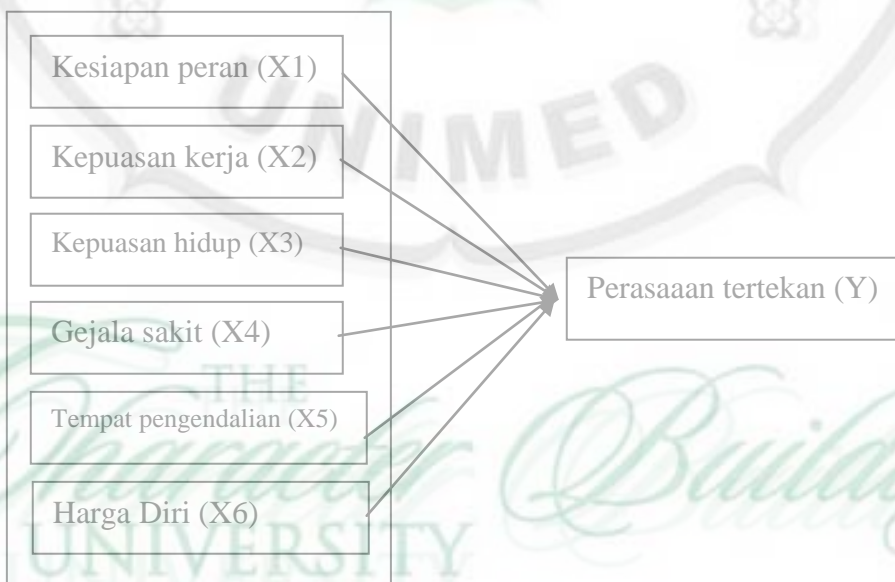 Kesiapan peran (X1)
UNIMED
Kepuasan kerja (X2)
Kepuasan hidup (X3)
Perasaaan tertekan (Y)
Gejala sakit (X4)
THE
Tempat pengendalian (X5)
Character
Harga Diri (X6)
UNIVERSITY